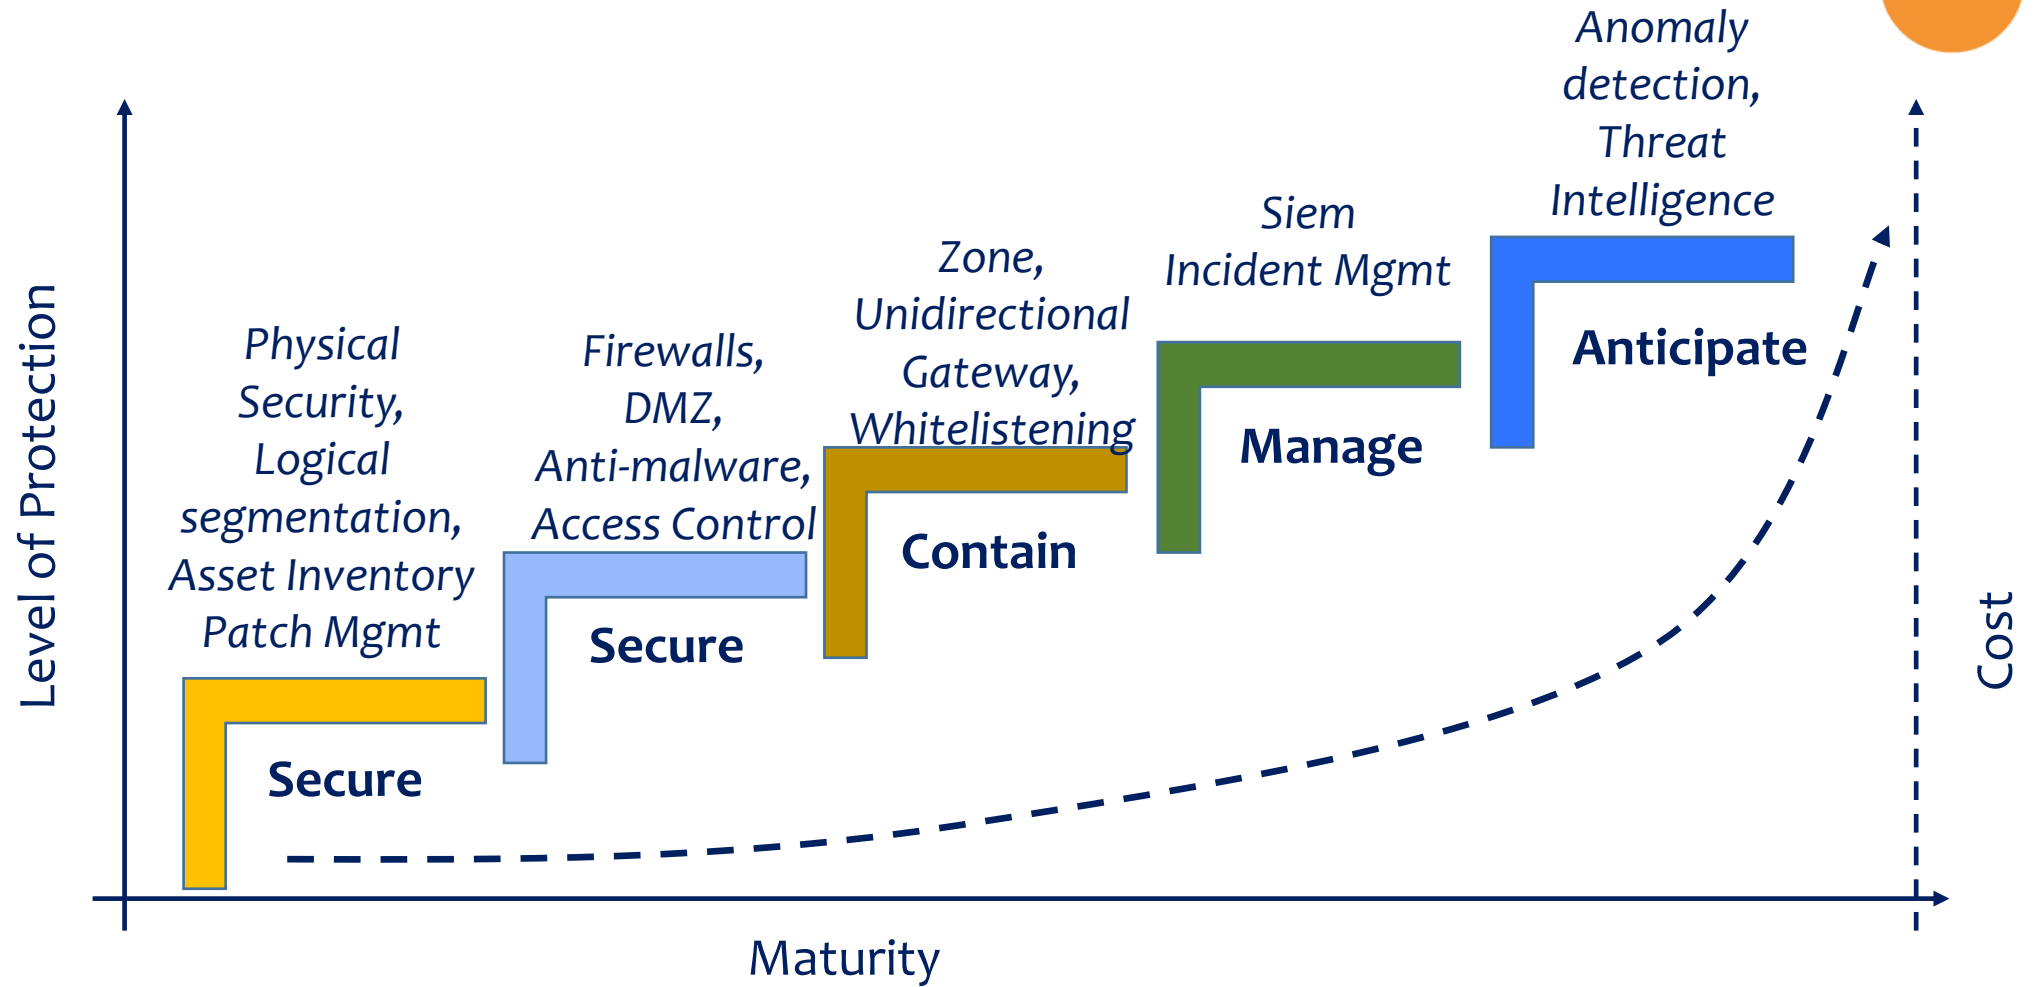 Anomaly
detection,
Threat
Intelligence
Siem
Incident Mgmt
Zone,
Unidirectional
Gateway,
Whitelistening
Firewalls,
DMZ,
Anti-malware,
Access Control
Physical
Security,
Logical
segmentation,
Asset Inventory
Patch Mgmt
Level of Protection
Anticipate
Manage
Contain
Secure
Secure
Cost
Maturity